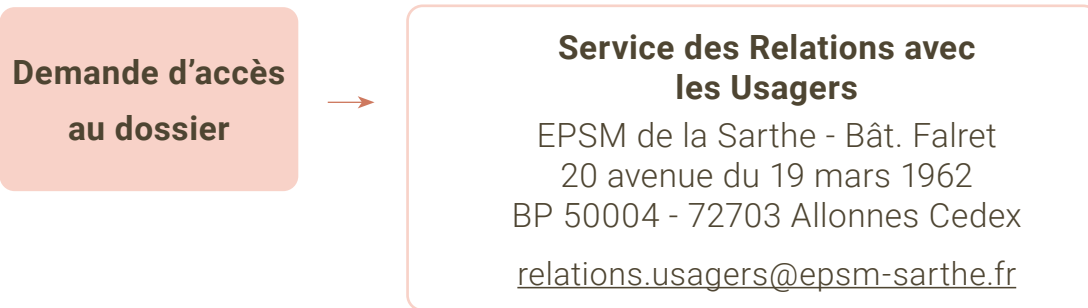 Demande d’accès
au dossier
Service des Relations avec
les Usagers
EPSM de la Sarthe - Bât. Falret
20 avenue du 19 mars 1962
BP 50004 - 72703 Allonnes Cedex
relations.usagers@epsm-sarthe.fr